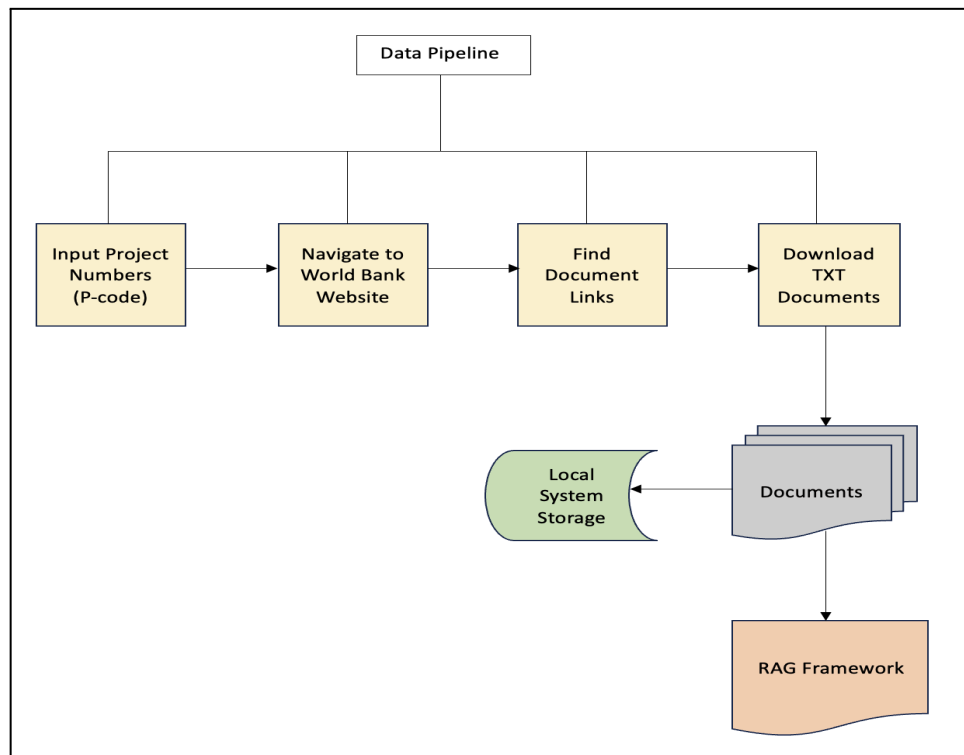 Data Pipeline
Input Project
Numbers
(P-code)
Navigate to
World Bank
Website
Find
Document
Links
Download
TXT
Documents
Local
System
Storage
Documents
RAG Framework